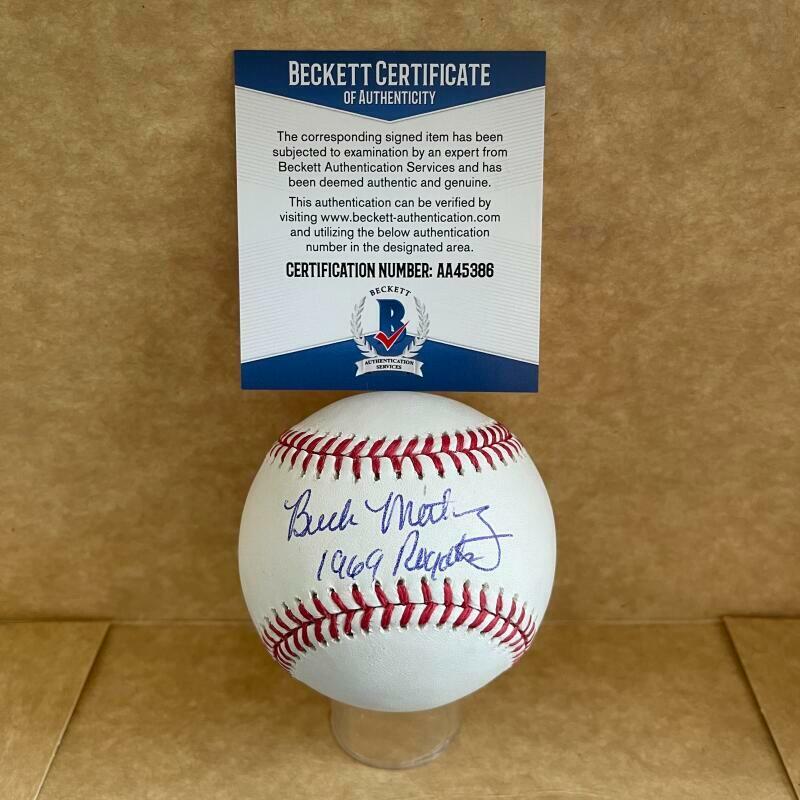 BECKETT CERTIFICATE
OF AUTHENTICITY
The corresponding signed item has been
subjected to examination by an expert from
Beckett Authentication Services and has
been deemed authentic and genuine.
This authentication can be verified by
visiting www.beckett-authentication.com
and utilizing the below authentication
number in the designated area.
CERTIFICATION NUMBER: AA45386
BECKETT
B
AUTHENTICATION
SERVICES
Buck Martinez
1969 Royals